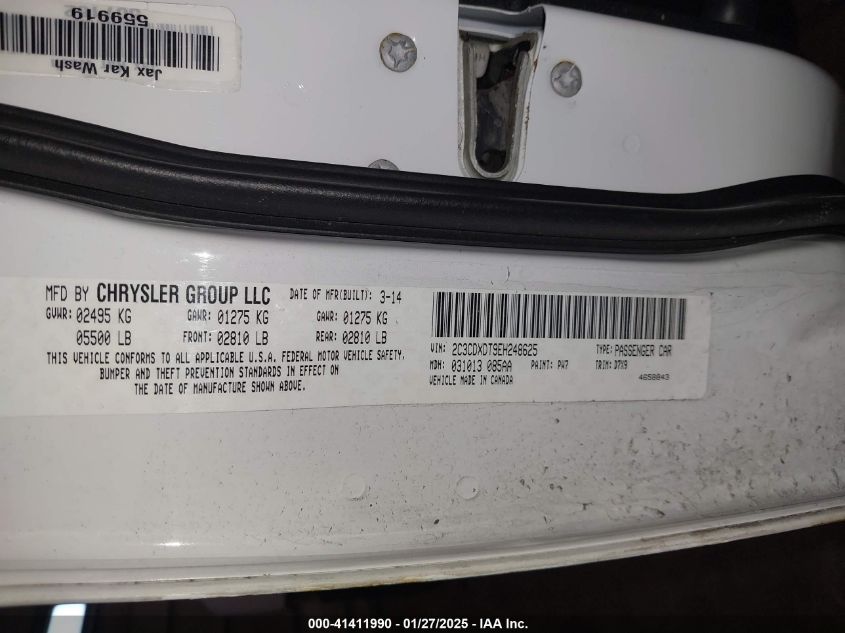 559919
Jax Kar Wash
MFD BY CHRYSLER GROUP LLC DATE OF MFR(BUILT): 3-14
GVWR: 02495 KG GAWR: 01275 KG GAWR: 01275 KG
05500 LB FRONT: 02810 LB REAR: 02810 LB
THIS VEHICLE CONFORMS TO ALL APPLICABLE U.S.A. FEDERAL MOTOR VEHICLE SAFETY,
BUMPER AND THEFT PREVENTION STANDARDS IN EFFECT ON
THE DATE OF MANUFACTURE SHOWN ABOVE.
VIN: 2C3CDXDT9EH248625 TYPE: PASSENGER CAR
MDH: 031013 085AA PAINT: PW7 TRIM: D7X9
VEHICLE MADE IN CANADA 4658843
000-41411990 / 01/27/2025 - IAA Inc.